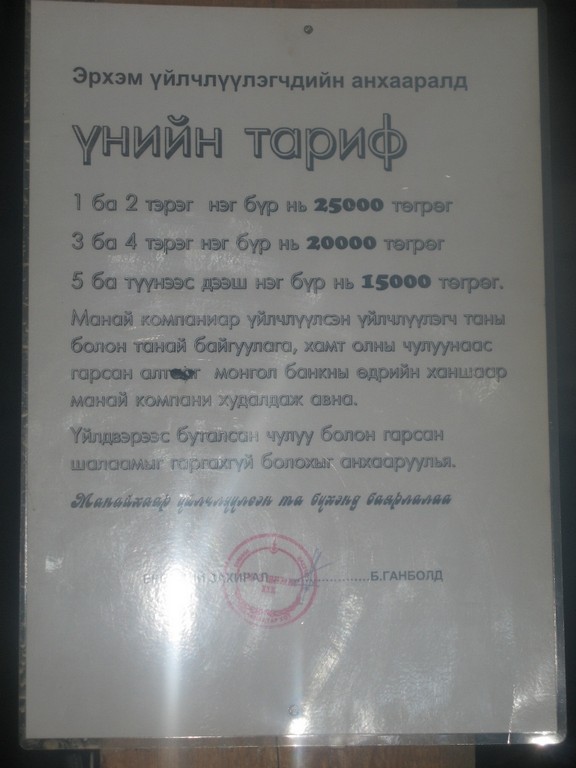 Эрхэм үйлчлүүлэгчдийн анхааралд
үнийн тариф
1 ба 2 тэрэг нэг бүр нь 25000 төгрөг
3 ба 4 тэрэг нэг бүр нь 20000 төгрөг
5 ба түүнээс дээш нэг бүр нь 15000 төгрөг.
Манай компаниар үйлчлүүлсэн үйлчлүүлэгч таны
болон танай байгуулага, хамт олны чулуунаас
гарсан алтыг монгол банкны өдрийн ханшаар
манай компани худалдаж авна.
Үйлдвэрээс буталсан чулуу болон гарсан
шалаамыг гаргахгүй болохыг анхааруулья.
Манайхаар үйлчлүүлсэн та бүхэнд баярлалаа
ЗАХИРАЛ ..............Б.ГАНБОЛД